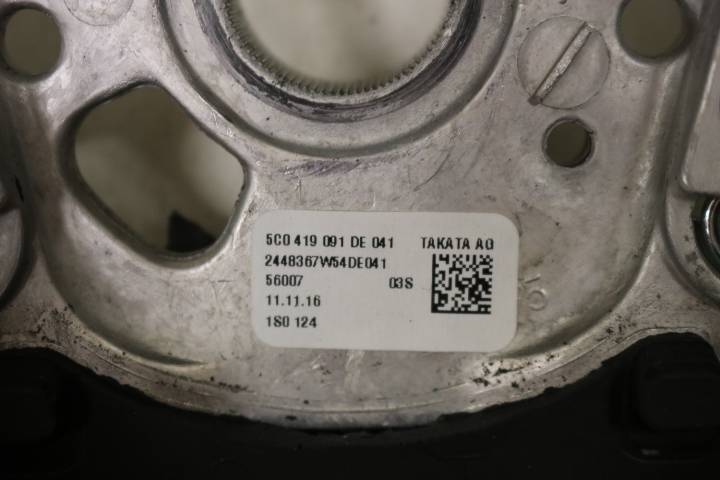 5C0 419 091 DE 041 TAKATA AG
2448367W54DE041
56007 03S
11.11.16
1S0 124